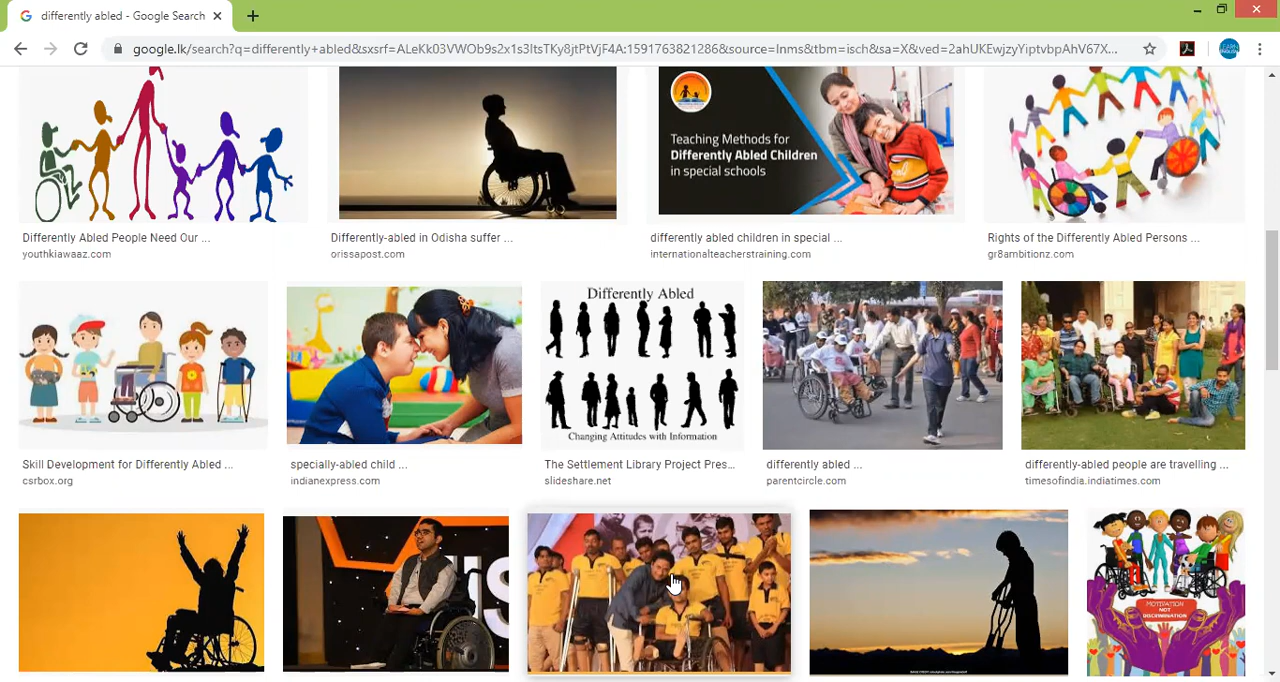 differently abled - Google Search
google.lk/search?q=differently+abled&sxsrf=ALeKk03VWOb9s2x1s3ItsTKy8jtPtVjF4A:1591763821286&source=lnms&tbm=isch&sa=X&ved=2ahUKEwjzyYiptvbpAhV67X...
Teaching Methods for
Differently Abled Children
in special schools
Differently Abled People Need Our ...
youthkiawaaz.com
Differently-abled in Odisha suffer ...
orissapost.com
differently abled children in special ...
internationalteacherstraining.com
Rights of the Differently Abled Persons ...
gr8ambitionz.com
Differently Abled
Changing Attitudes with Information
Skill Development for Differently Abled ...
csrbox.org
specially-abled child ...
indianexpress.com
The Settlement Library Project Pres...
slideshare.net
differently abled ...
parentcircle.com
differently-abled people are travelling ...
timesofindia.indiatimes.com
IS
MOTIVATION
NOT
DISCRIMINATION